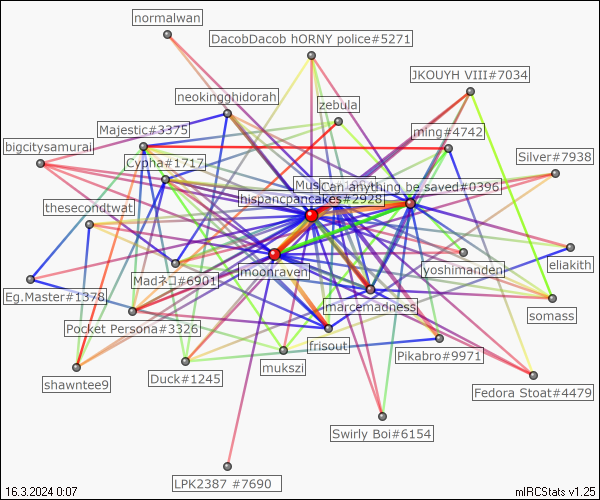 normalwan
DacobDacob hORNY police#5271
JKOUYH VIII#7034
neokingghidorah
zebula
Majestic#3375
ming#4742
bigcitysamurai
Cypha#1717
Silver#7938
Mus
Can anything be saved#0396
hispancpancakes#2928
thesecondtwat
eliakith
moonraven
yoshimanden
Madネコ#6901
Eg.Master#1378
marcemadness
somass
Pocket Persona#3326
frisout
Pikabro#9971
mukszi
shawntee9
Duck#1245
Fedora Stoat#4479
Swirly Boi#6154
LPK2387 #7690
16.3.2024 0:07
mIRCStats v1.25